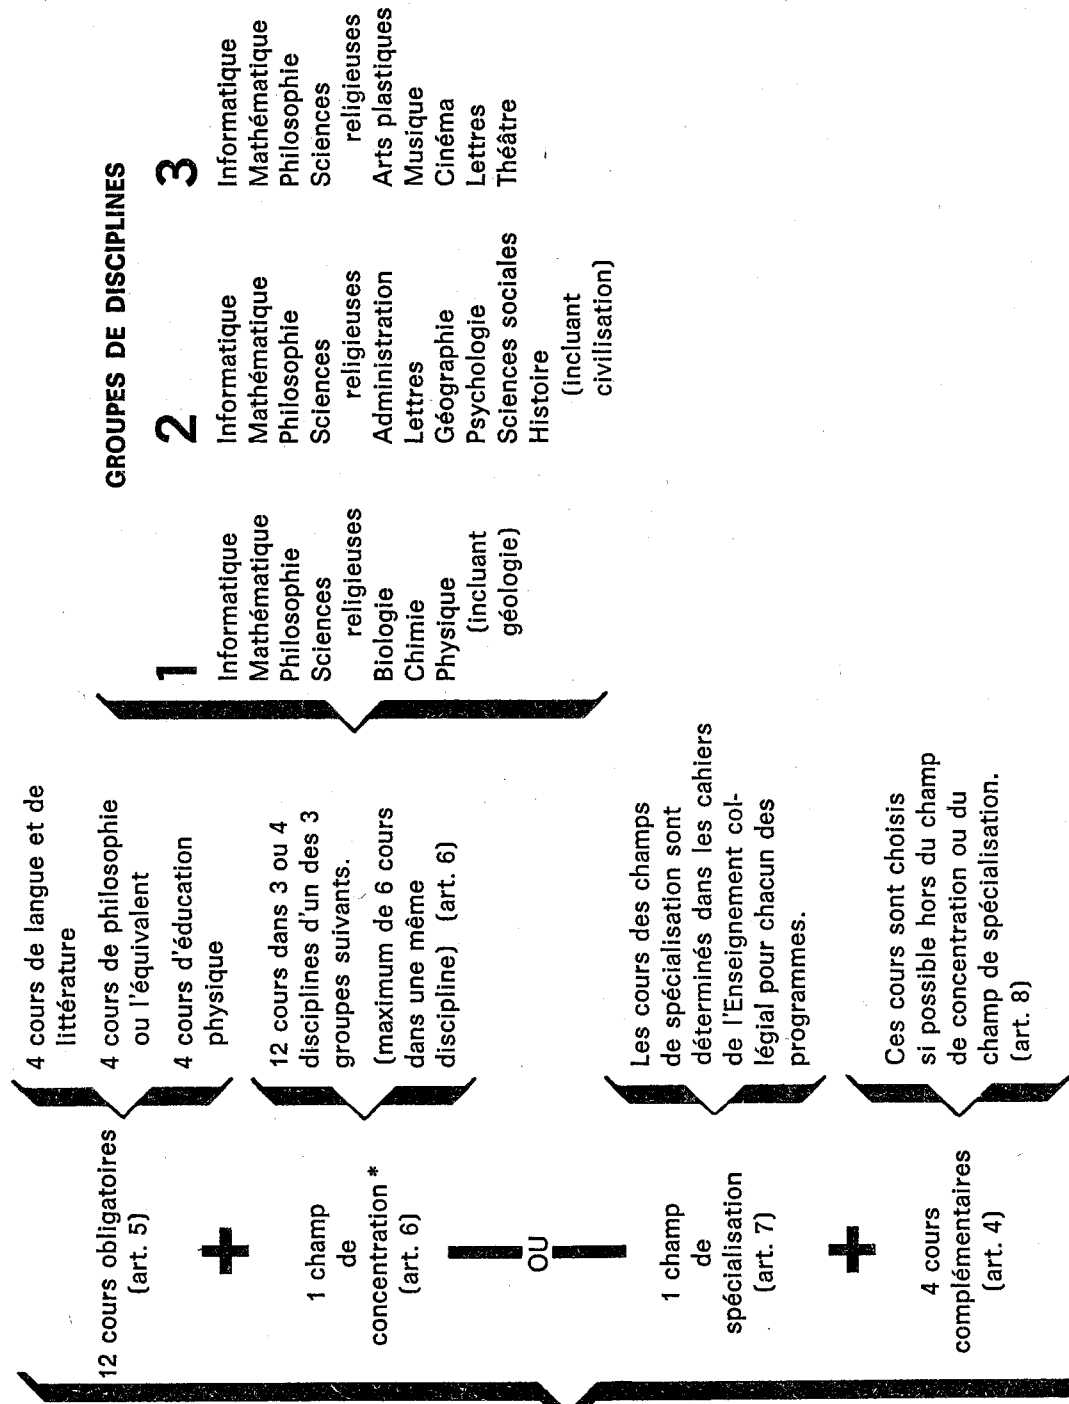 12 cours obligatoires
(art. 5)
+
1 champ
de
concentration *
(art. 6)
OU
1 champ
de
spécialisation
(art. 7)
+
4 cours
complémentaires
(art. 4)
4 cours de langue et de
littérature
4 cours de philosophie
ou l'équivalent
4 cours d'éducation
physique
12 cours dans 3 ou 4
disciplines d'un des 3
groupes suivants.
(maximum de 6 cours
dans une même
discipline) (art. 6)
Les cours des champs
de spécialisation sont
déterminés dans les cahiers
de l'Enseignement col-
légial pour chacun des
programmes.
Ces cours sont choisis
si possible hors du champ
de concentration ou du
champ de spécialisation.
(art. 8)
GROUPES DE DISCIPLINES
1
Informatique
Mathématique
Philosophie
Sciences
religieuses
Biologie
Chimie
Physique
(incluant
géologie)
2
Informatique
Mathématique
Philosophie
Sciences
religieuses
Administration
Lettres
Géographie
Psychologie
Sciences sociales
Histoire
(incluant
civilisation)
3
Informatique
Mathématique
Philosophie
Sciences
religieuses
Arts plastiques
Musique
Cinéma
Lettres
Théâtre